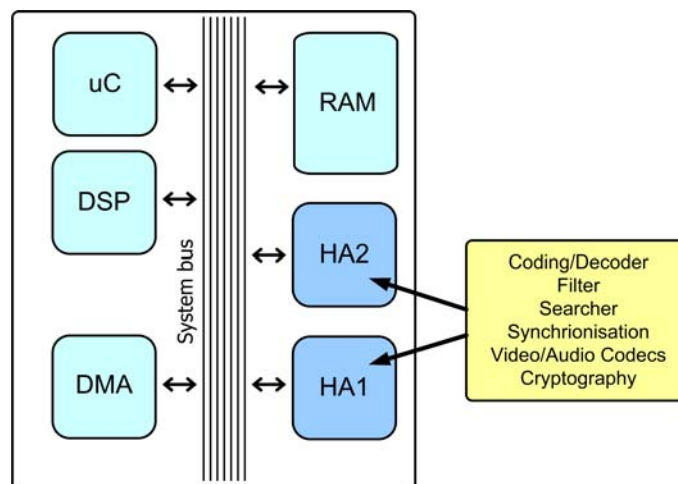 uC
RAM
DSP
HA2
System bus
DMA
HA1
Coding/Decoder
Filter
Searcher
Synchrionisation
Video/Audio Codecs
Cryptography